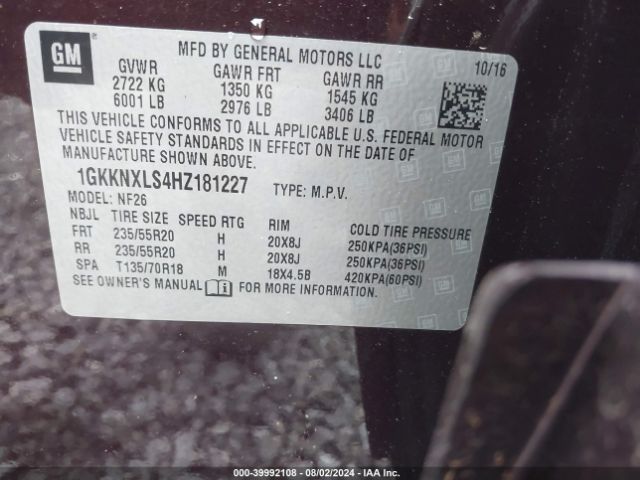 GM
MFD BY GENERAL MOTORS LLC
10/16
GVWR GAWR FRT GAWR RR
2722 KG 1350 KG 1545 KG
6001 LB 2976 LB 3406 LB
THIS VEHICLE CONFORMS TO ALL APPLICABLE U.S. FEDERAL MOTOR
VEHICLE SAFETY STANDARDS IN EFFECT ON THE DATE OF
MANUFACTURE SHOWN ABOVE.
1GKKNXLS4HZ181227 TYPE: M.P.V.
MODEL: NF26
NBJL TIRE SIZE SPEED RTG RIM COLD TIRE PRESSURE
FRT 235/55R20 H 20X8J 250KPA(36PSI)
RR 235/55R20 H 20X8J 250KPA(36PSI)
SPA T135/70R18 M 18X4.5B 420KPA(60PSI)
SEE OWNER'S MANUAL FOR MORE INFORMATION.
000-39992108 - 08/02/2024 - IAA Inc.